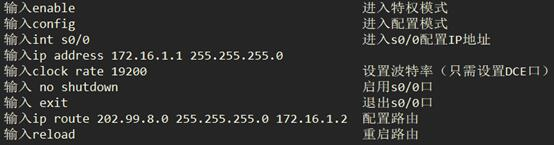 输入enable 进入特权模式
输入config 进入配置模式
输入int s0/0 进入s0/0配置IP地址
输入ip address 172.16.1.1 255.255.255.0
输入clock rate 19200 设置波特率（只需设置DCE口）
输入 no shutdown 启用s0/0口
输入 exit 退出s0/0口
输入ip route 202.99.8.0 255.255.255.0 172.16.1.2 配置路由
输入reload 重启路由